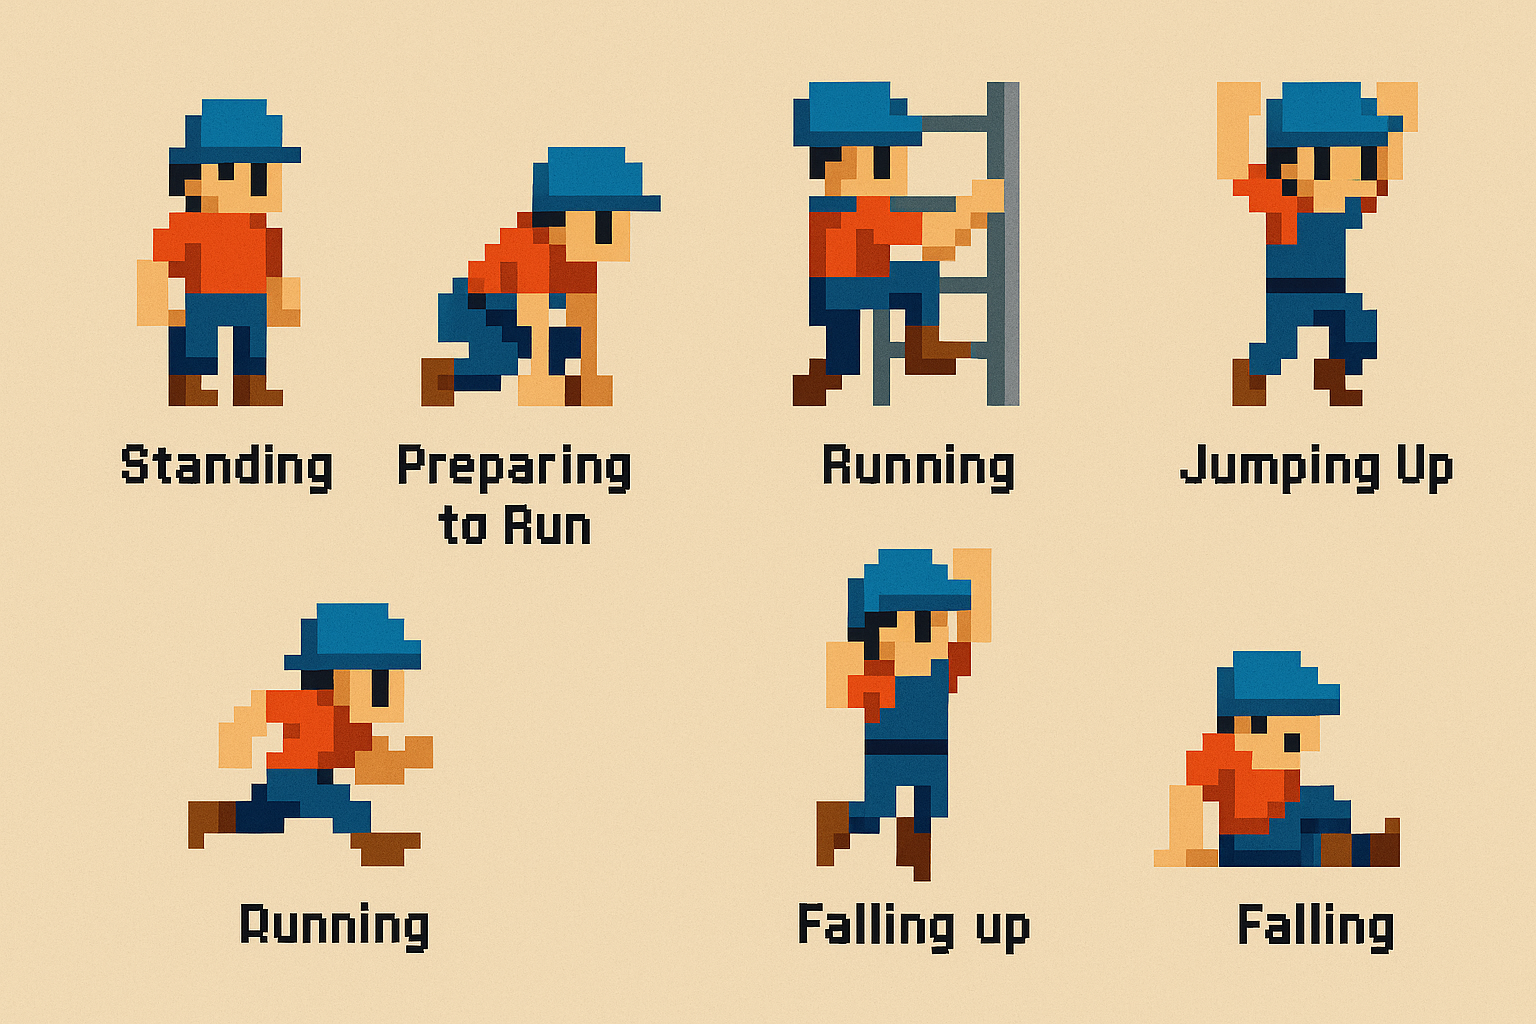 Standing
Preparing
to Run
Running
Jumping Up
Running
Falling up
Falling